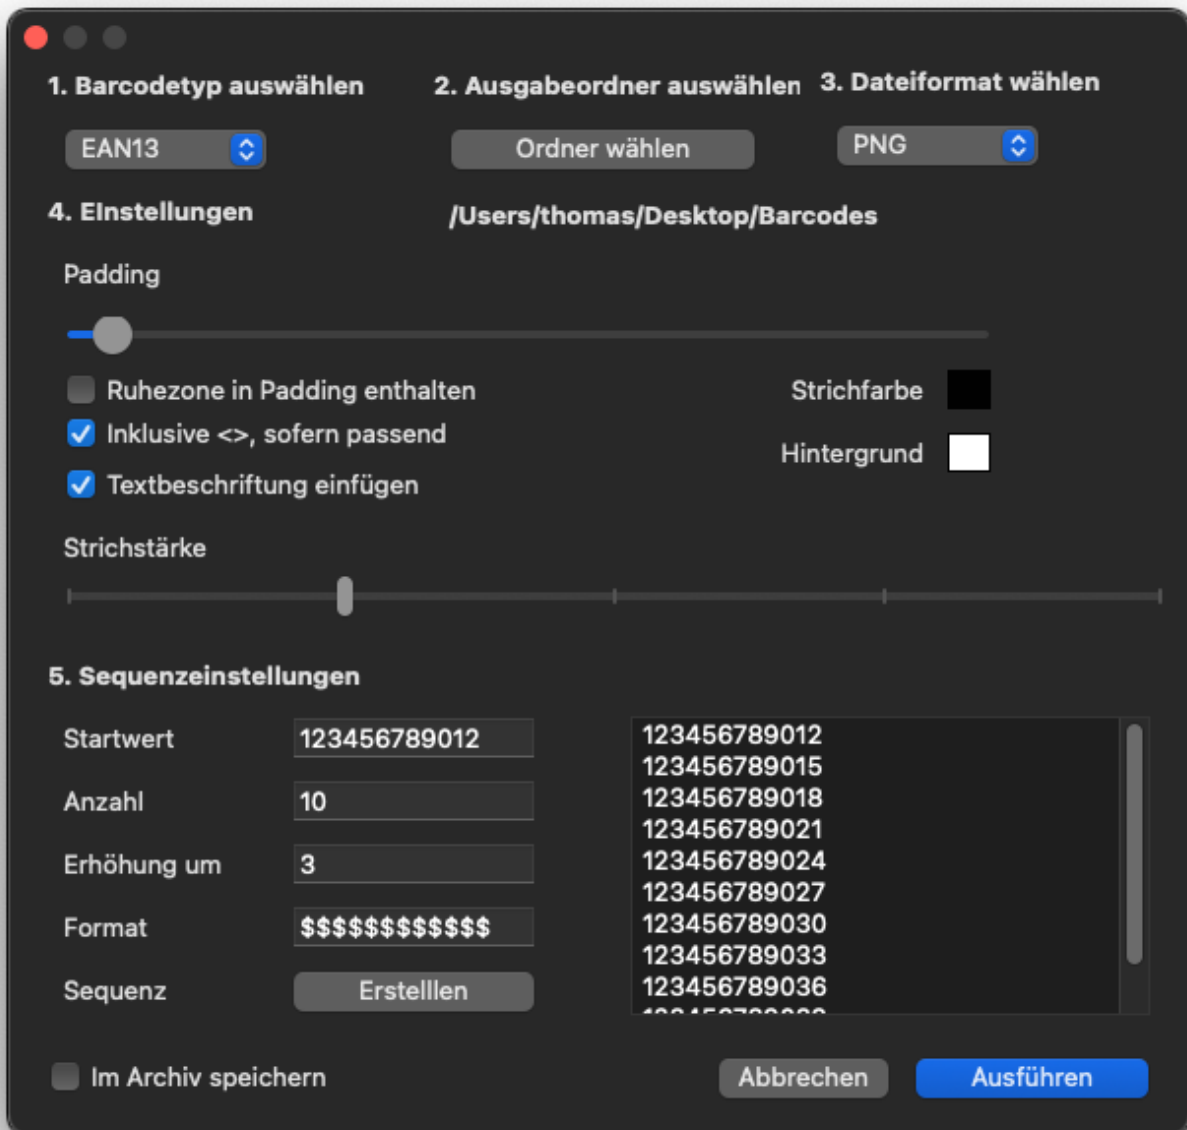 1. Barcodetyp auswählen
2. Ausgabeordner auswählen
3. Dateiformat wählen
EAN13
Ordner wählen
PNG
4. EInstellungen
/Users/thomas/Desktop/Barcodes
Padding
Ruhezone in Padding enthalten
Strichfarbe
Inklusive <>, sofern passend
Hintergrund
Textbeschriftung einfügen
Strichstärke
5. Sequenzeinstellungen
Startwert
123456789012
Anzahl
10
Erhöhung um
3
Format
$$$$$$$$$$$$
Sequenz
Erstelllen
123456789012
123456789015
123456789018
123456789021
123456789024
123456789027
123456789030
123456789033
123456789036
Im Archiv speichern
Abbrechen
Ausführen